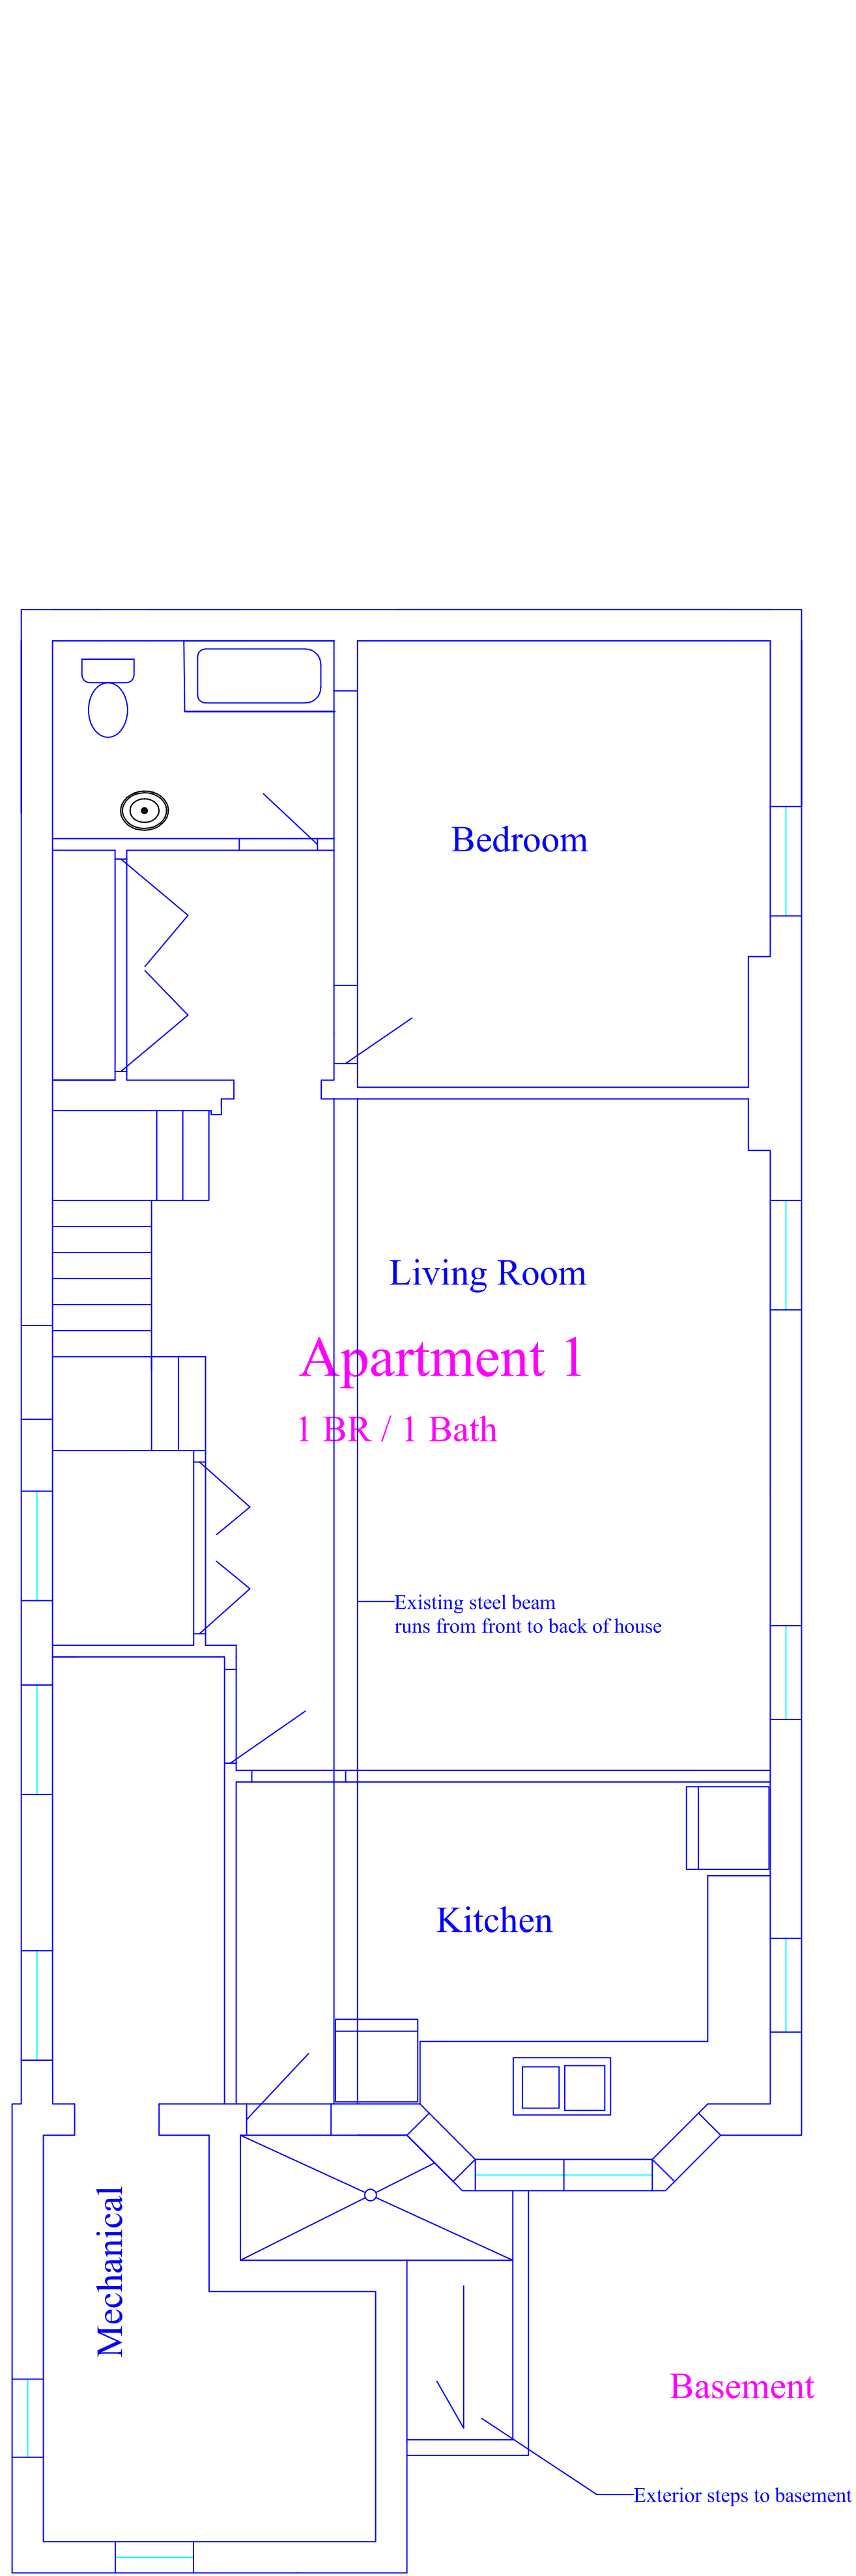 Bedroom
Living Room
Apartment 1
1 BR / 1 Bath
Existing steel beam
runs from front to back of house
Kitchen
Mechanical
Basement
Exterior steps to basement